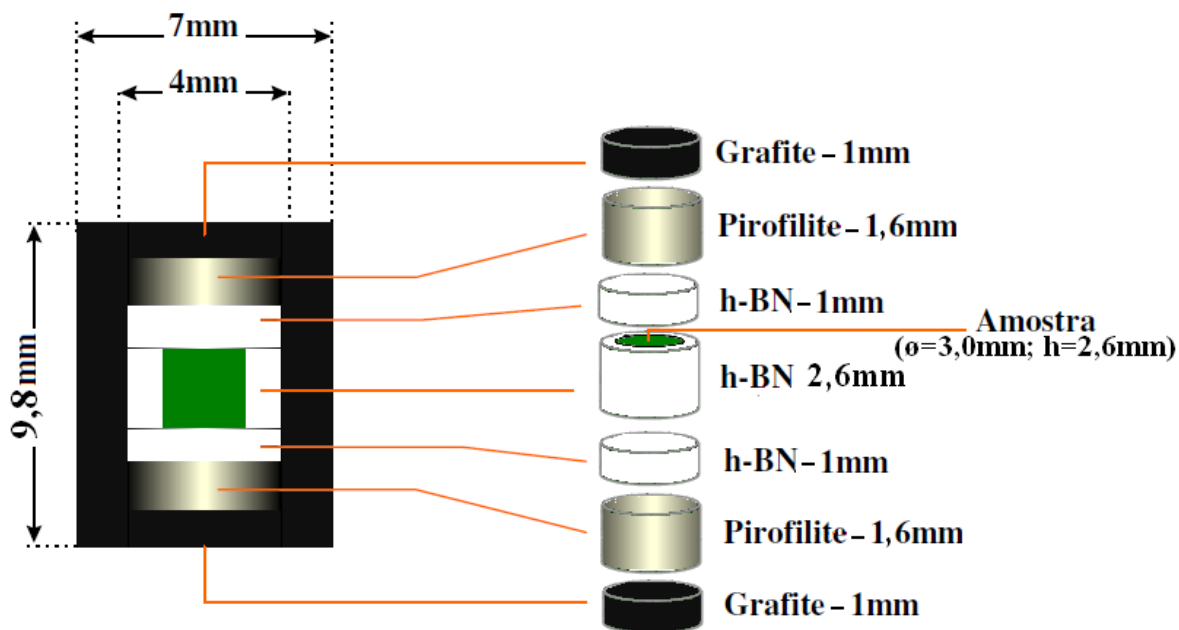 7mm
4mm
9,8mm
Grafite – 1mm
Pirofilite – 1,6mm
h-BN – 1mm
Amostra
(ø=3,0mm; h=2,6mm)
h-BN 2,6mm
h-BN – 1mm
Pirofilite – 1,6mm
Grafite – 1mm